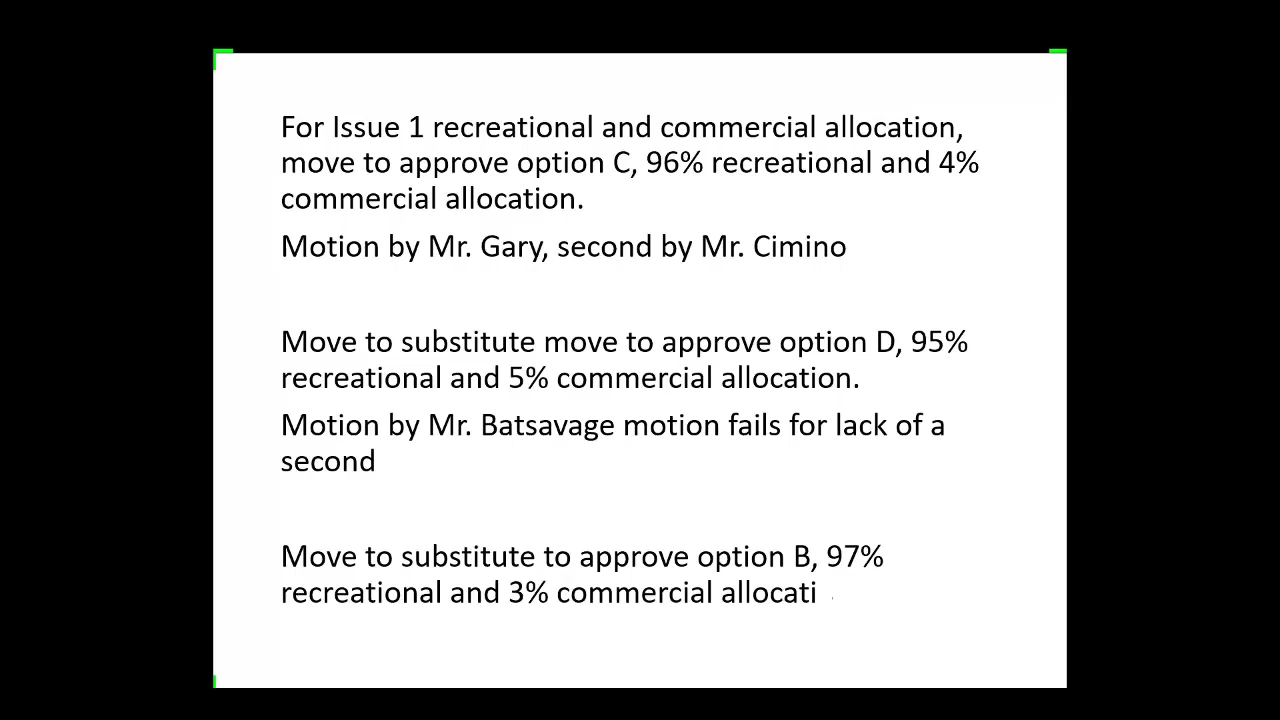 For Issue 1 recreational and commercial allocation,
move to approve option C, 96% recreational and 4%
commercial allocation.
Motion by Mr. Gary, second by Mr. Cimino
Move to substitute move to approve option D, 95%
recreational and 5% commercial allocation.
Motion by Mr. Batsavage motion fails for lack of a
second
Move to substitute to approve option B, 97%
recreational and 3% commercial allocati